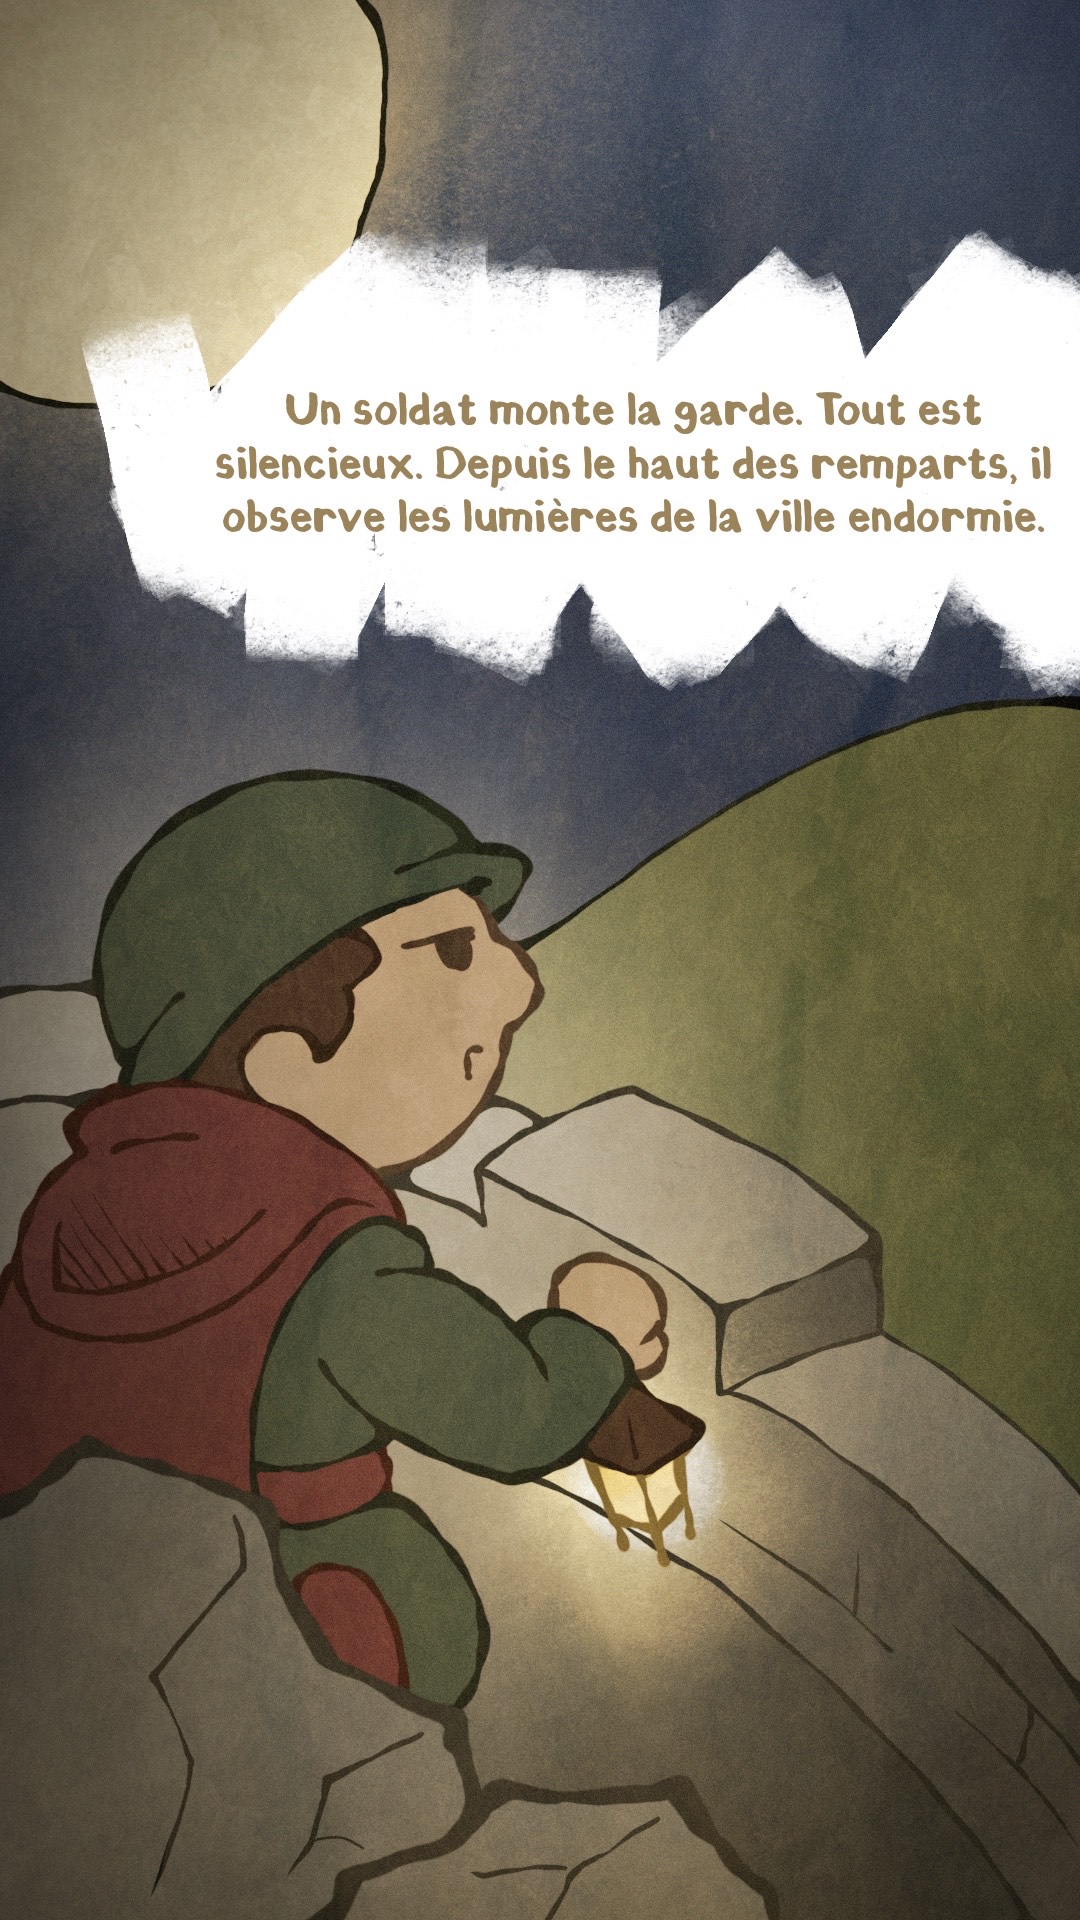 Un soldat monte la garde. Tout est
silencieux. Depuis le haut des remparts, il
observe les lumières de la ville endormie.